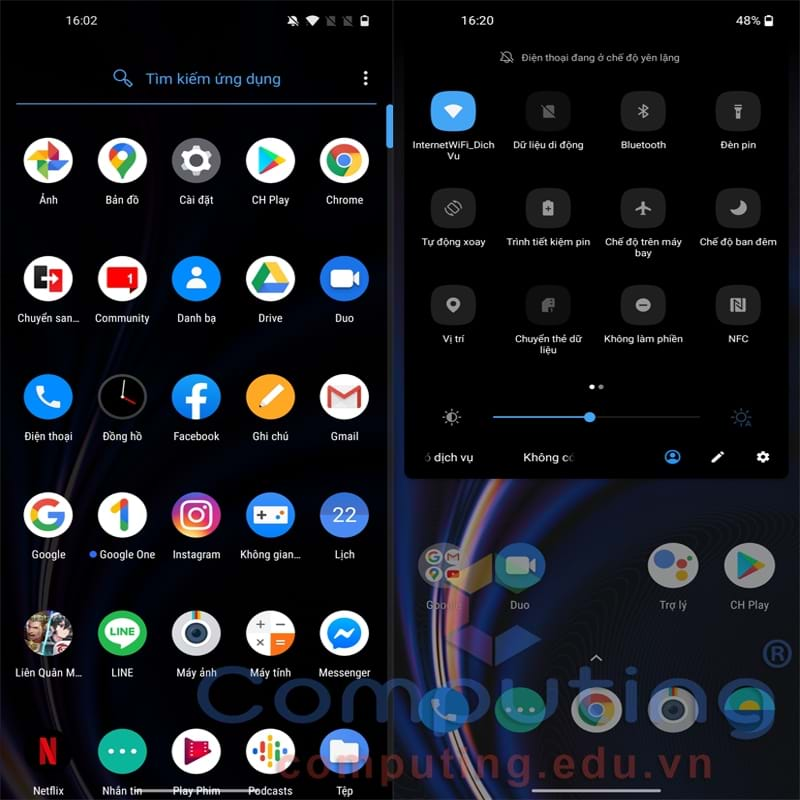 16:02
Tìm kiếm ứng dụng
Ảnh
Bản đồ
Cài đặt
CH Play
Chrome
Chuyển san...
1
Community
Danh bạ
Drive
Duo
Điện thoại
Đồng hồ
Facebook
Ghi chú
Gmail
Google
Google One
Instagram
Không gian...
22
Lịch
Liên Quân M...
LINE
LINE
Máy ảnh
Máy tính
Messenger
Netflix
Nhắn tin
Play Phim
Podcasts
Tệp
16:20
48%
Điện thoại đang ở chế độ yên lặng
InternetWiFi_Dich
Vu
Dữ liệu di động
Bluetooth
Đèn pin
Tự động xoay
Trình tiết kiệm pin
Chế độ trên máy
bay
Chế độ ban đêm
Vị trí
Chuyển thẻ dữ
liệu
Không làm phiền
NFC
ó dịch vụ
Không có
Google
Duo
Trợ lý
CH Play
Computing®
computing.edu.vn